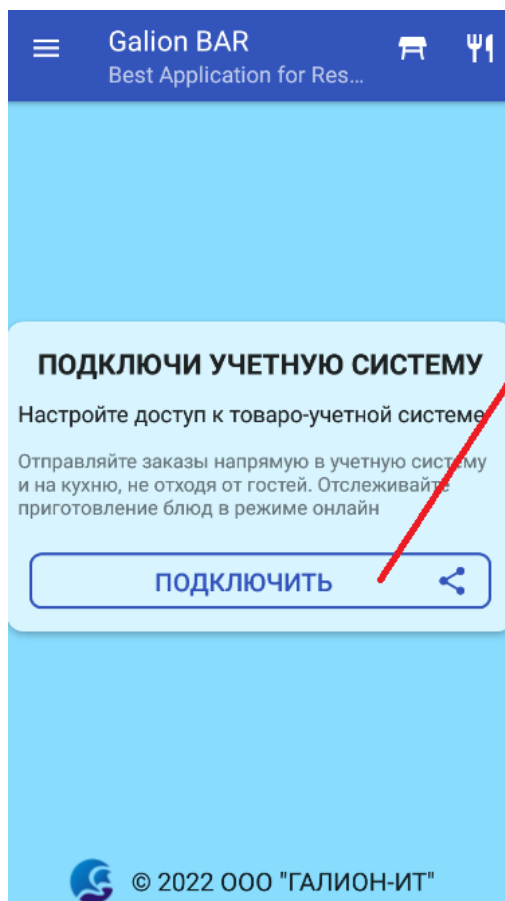 Galion BAR
Best Application for Res...
ПОДКЛЮЧИ УЧЕТНУЮ СИСТЕМУ
Настройте доступ к товаро-учетной системе
Отправляйте заказы напрямую в учетную систему
и на кухню, не отходя от гостей. Отслеживайте
приготовление блюд в режиме онлайн
ПОДКЛЮЧИТЬ
© 2022 ООО "ГАЛИОН-ИТ"